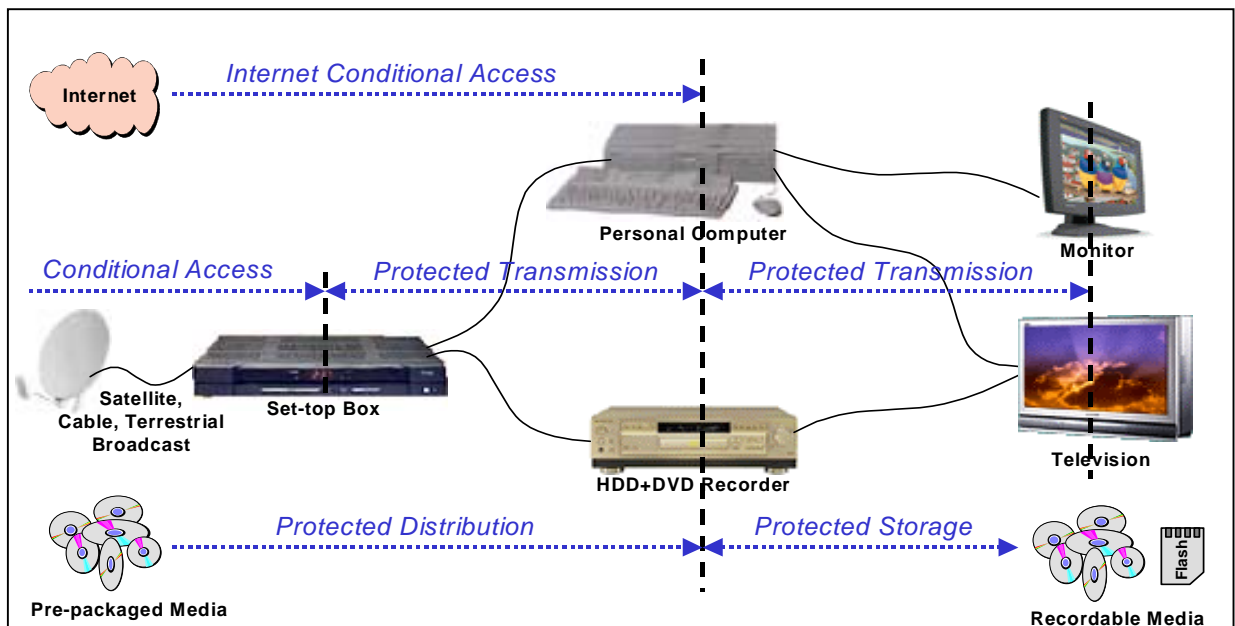 Internet Conditional Access
Internet
Personal Computer
Monitor
Conditional Access
Protected Transmission
Protected Transmission
Satellite,
Cable, Terrestrial
Broadcast
Set-top Box
HDD+DVD Recorder
Television
Protected Distribution
Protected Storage
Flash
Pre-packaged Media
Recordable Media